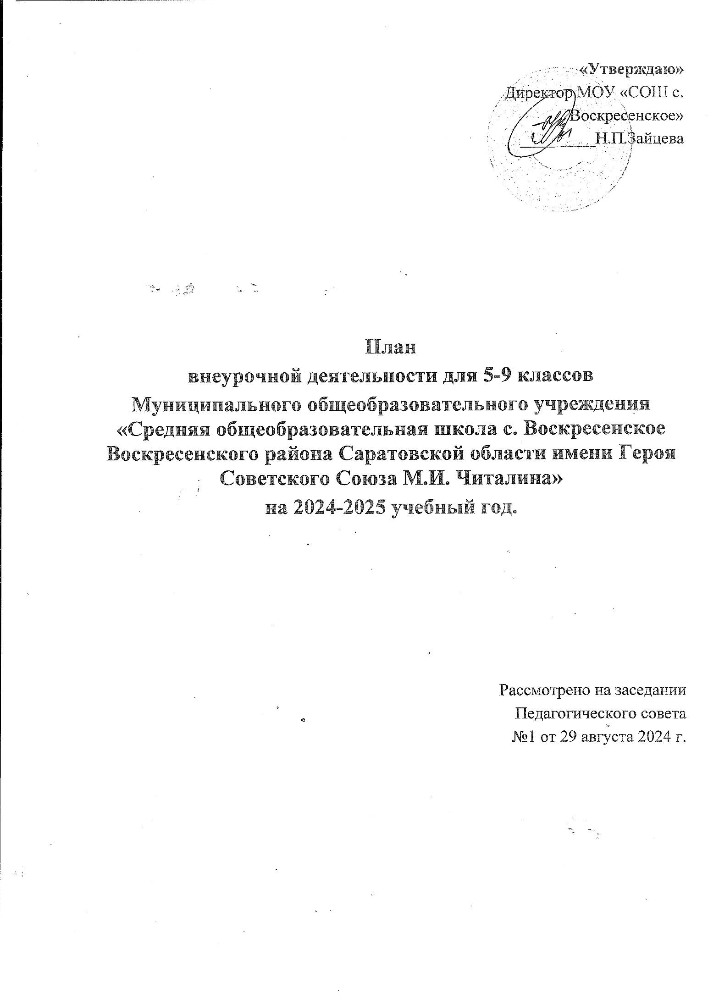 «Утверждаю»
Директор МОУ «СОШ с.
Воскресенское»
Н.П.Зайцева
План
внеурочной деятельности для 5-9 классов
Муниципального общеобразовательного учреждения
«Средняя общеобразовательная школа с. Воскресенское
Воскресенского района Саратовской области имени Героя
Советского Союза М.И. Читалина»
на 2024-2025 учебный год.
Рассмотрено на заседании
Педагогического совета
№1 от 29 августа 2024 г.